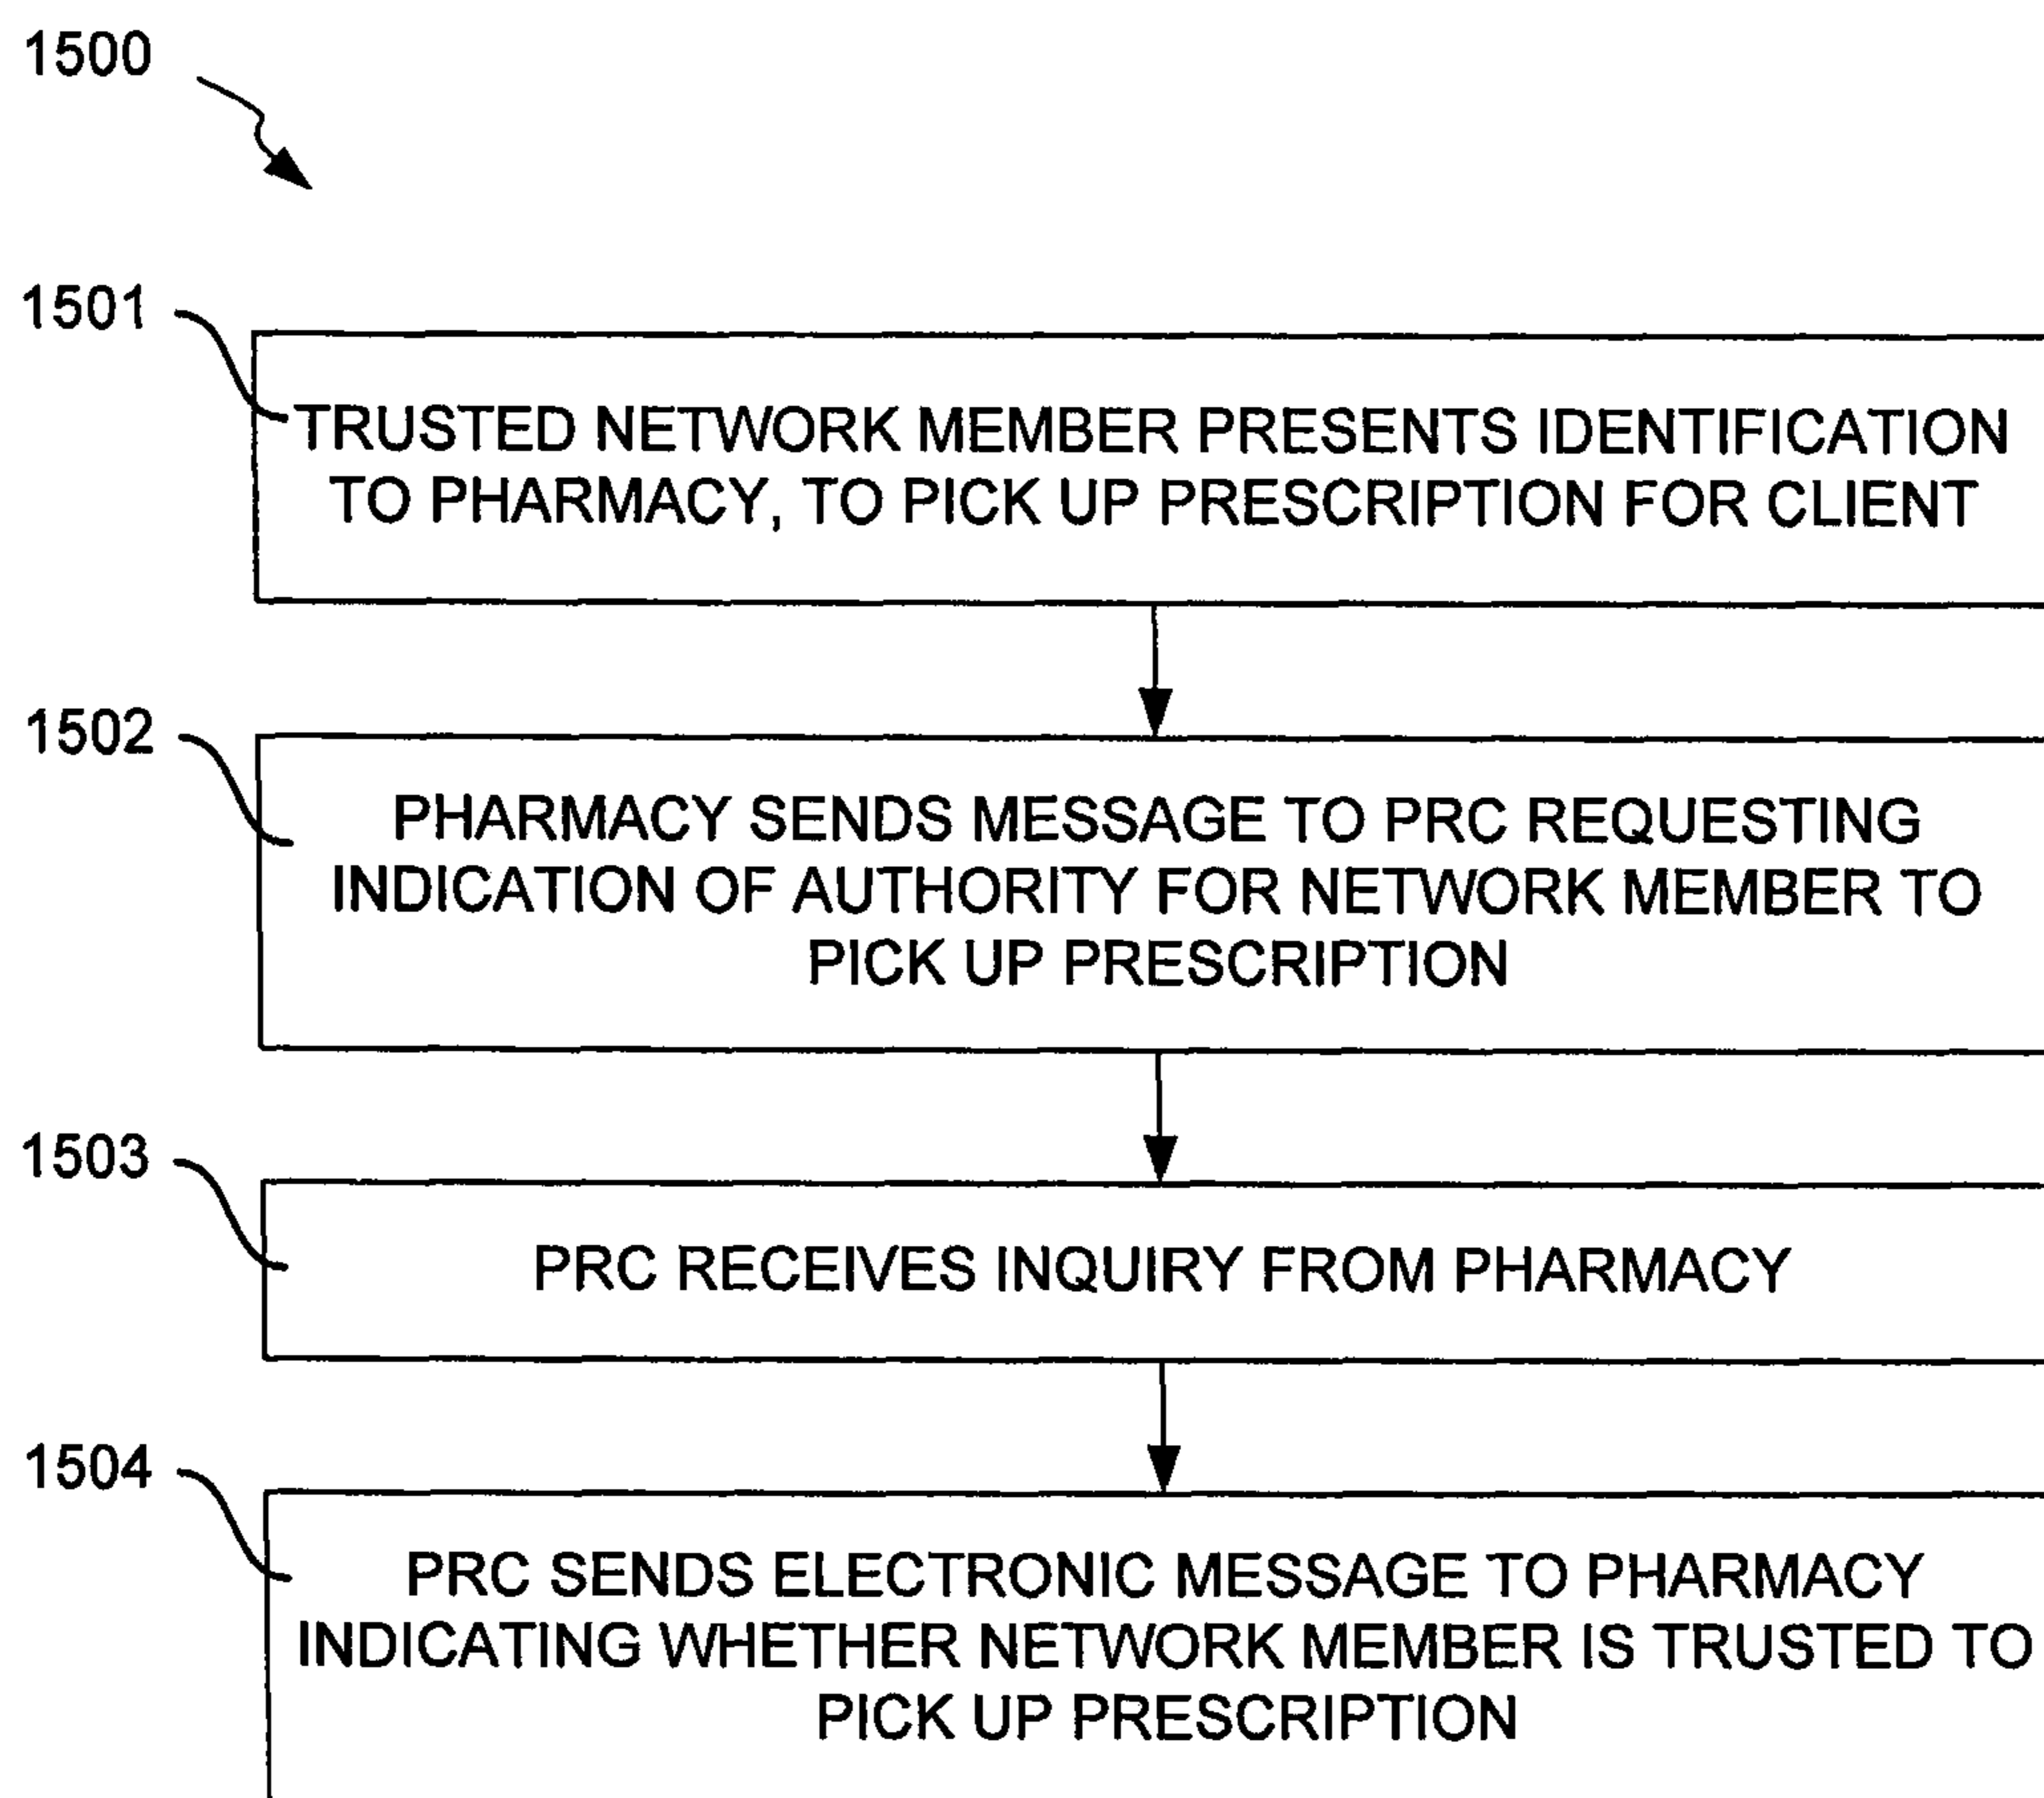 1500
1501
TRUSTED NETWORK MEMBER PRESENTS IDENTIFICATION
TO PHARMACY, TO PICK UP PRESCRIPTION FOR CLIENT
1502
PHARMACY SENDS MESSAGE TO PRC REQUESTING
INDICATION OF AUTHORITY FOR NETWORK MEMBER TO
PICK UP PRESCRIPTION
1503
PRC RECEIVES INQUIRY FROM PHARMACY
1504
PRC SENDS ELECTRONIC MESSAGE TO PHARMACY
INDICATING WHETHER NETWORK MEMBER IS TRUSTED TO
PICK UP PRESCRIPTION